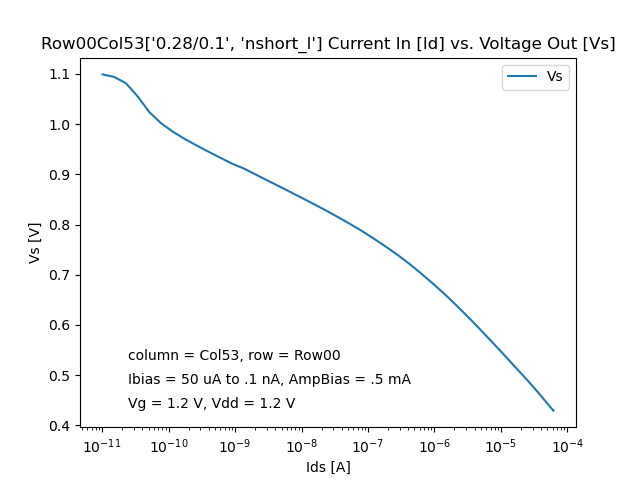 Row00Col53['0.28/0.1', 'nshort_l'] Current In [Id] vs. Voltage Out [Vs]
Vs
1.1
1.0
0.9
0.8
0.7
0.6
0.5
0.4
Vs [V]
column = Col53, row = Row00
Ibias = 50 uA to .1 nA, AmpBias = .5 mA
Vg = 1.2 V, Vdd = 1.2 V
10⁻¹¹ 10⁻¹⁰ 10⁻⁹ 10⁻⁸ 10⁻⁷ 10⁻⁶ 10⁻⁵ 10⁻⁴
Ids [A]